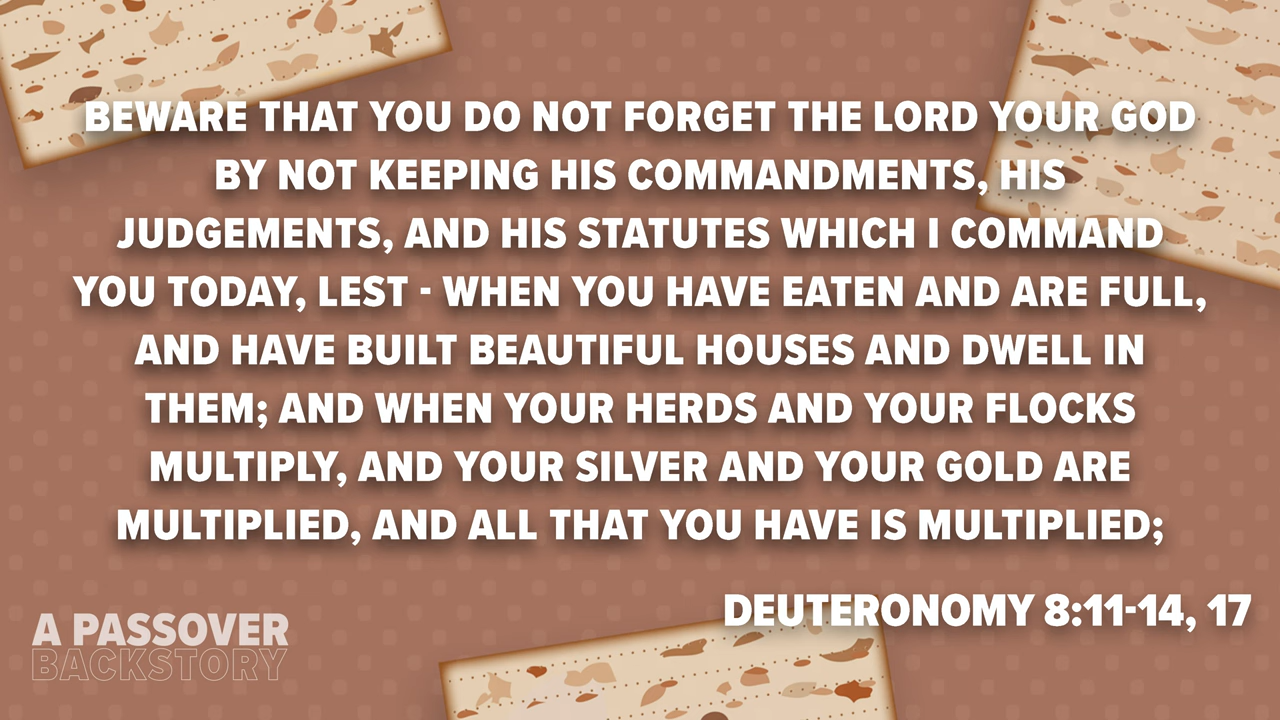 BEWARE THAT YOU DO NOT FORGET THE LORD YOUR GOD
BY NOT KEEPING HIS COMMANDMENTS, HIS
JUDGEMENTS, AND HIS STATUTES WHICH I COMMAND
YOU TODAY, LEST - WHEN YOU HAVE EATEN AND ARE FULL,
AND HAVE BUILT BEAUTIFUL HOUSES AND DWELL IN
THEM; AND WHEN YOUR HERDS AND YOUR FLOCKS
MULTIPLY, AND YOUR SILVER AND YOUR GOLD ARE
MULTIPLIED, AND ALL THAT YOU HAVE IS MULTIPLIED;
DEUTERONOMY 8:11-14, 17
A PASSOVER
BACKSTORY